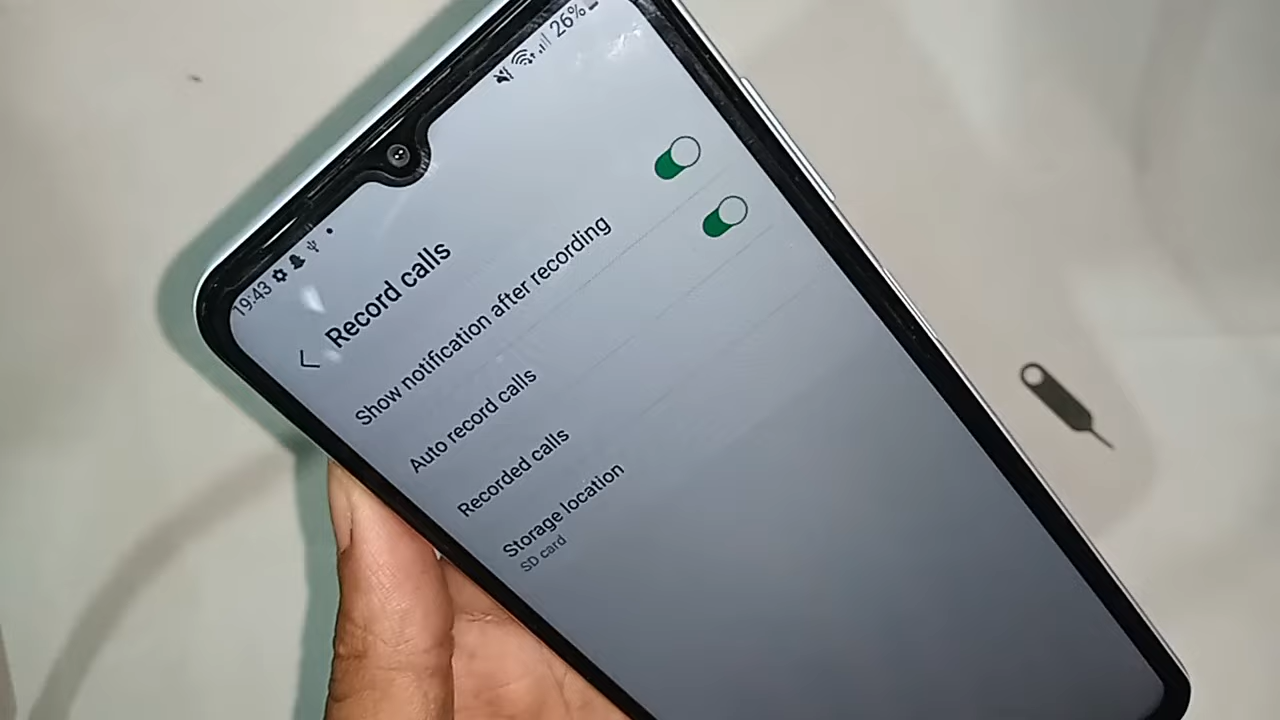 19:43
26%
Record calls
Show notification after recording
Auto record calls
Recorded calls
Storage location
SD card